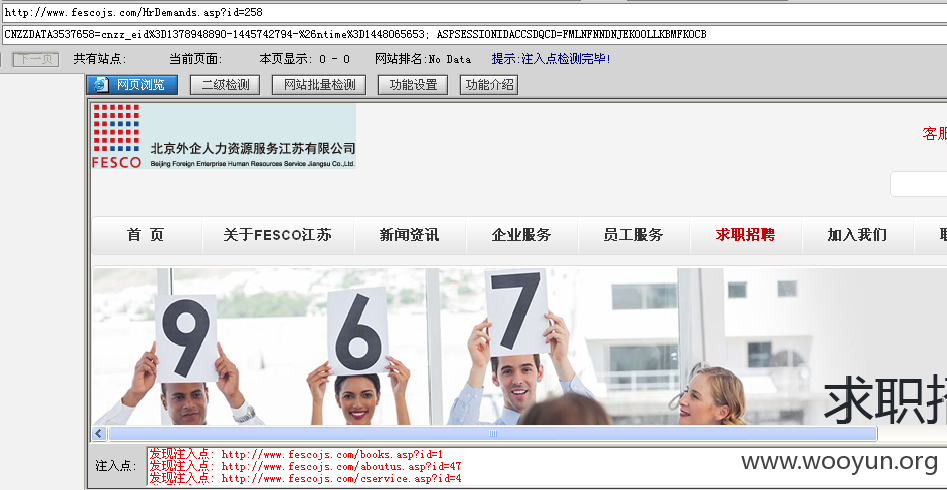 http://www.fescojs.com/HrDemands.asp?id=258
CNZZDATA3537658=cnzz_eid%3D1378948890-1445742794-%26ntime%3D1448065653; ASPSESSIONIDACCSDQCD=FMLNFNNDNJEKOOLLKBMFKOCB
下一页 共有站点: 当前页面: 本页显示: 0 - 0 网站排名:No Data 提示:注入点检测完毕!
网页浏览 二级检测 网站批量检测 功能设置 功能介绍
FESCO
北京外企人力资源服务江苏有限公司
Beijing Foreign Enterprise Human Resources Service Jiangsu Co.,Ltd.
客服
首 页 关于FESCO江苏 新闻资讯 企业服务 员工服务 求职招聘 加入我们
9 6 7
求职招
注入点:
发现注入点: http://www.fescojs.com/books.asp?id=1
发现注入点: http://www.fescojs.com/aboutus.asp?id=47
发现注入点: http://www.fescojs.com/cservice.asp?id=4
www.wooyun.org